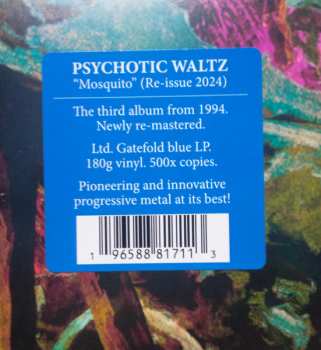 PSYCHOTIC WALTZ
"Mosquito" (Re-issue 2024)
The third album from 1994.
Newly re-mastered.
Ltd. Gatefold blue LP.
180g vinyl. 500x copies.
Pioneering and innovative
progressive metal at its best!
1 96588 81711 3